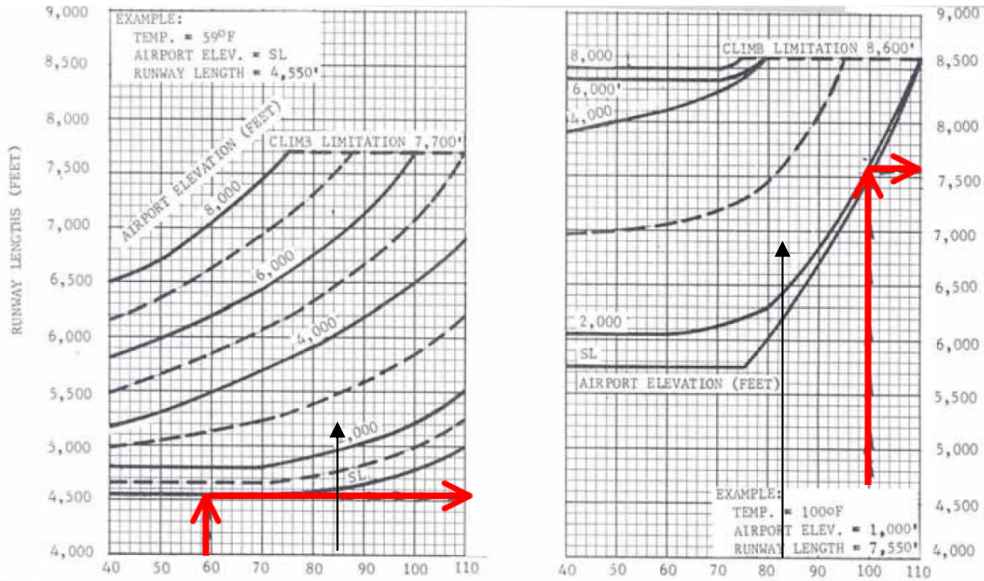 EXAMPLE:
TEMP. = 59ºF
AIRPORT ELEV. = SL
RUNWAY LENGTH = 4,550'
9,000
8,500
8,000
7,500
7,000
6,500
6,000
5,500
5,000
4,500
4,000
RUNWAY LENGTHS (FEET)
AIRPORT ELEVATION (FEET)
CLIMB LIMITATION 7,700'
8,000
6,000
4,000
,000
SL
40 50 60 70 80 90 100 110
CLIMB LIMITATION 8,600'
8,000
6,000'
4,000
2,000
SL
AIRPORT ELEVATION (FEET)
EXAMPLE:
TEMP. = 100ºF
AIRPORT ELEV. = 1,000'
RUNWAY LENGTH = 7,550'
9,000
8,500
8,000
7,500
7,000
6,500
6,000
5,500
5,000
4,500
4,000
40 50 60 70 80 90 100 110